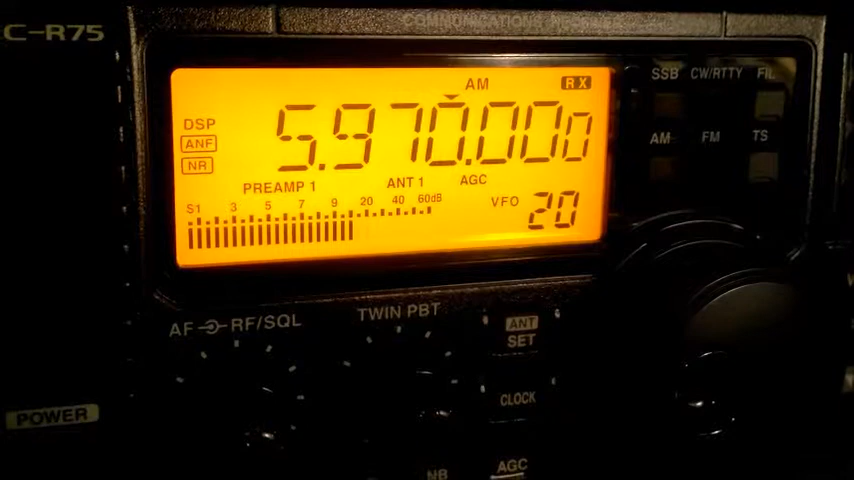 C-R75
COMMUNICATIONS RECEIVER
AM RX
DSP
ANF
NR
5.970.000
PREAMP 1 ANT 1 AGC
S1 3 5 7 9 20 40 60dB
VFO 20
SSB CW/RTTY FIL
AM FM TS
AF RF/SQL
TWIN PBT
ANT
SET
CLOCK
POWER
NB AGC